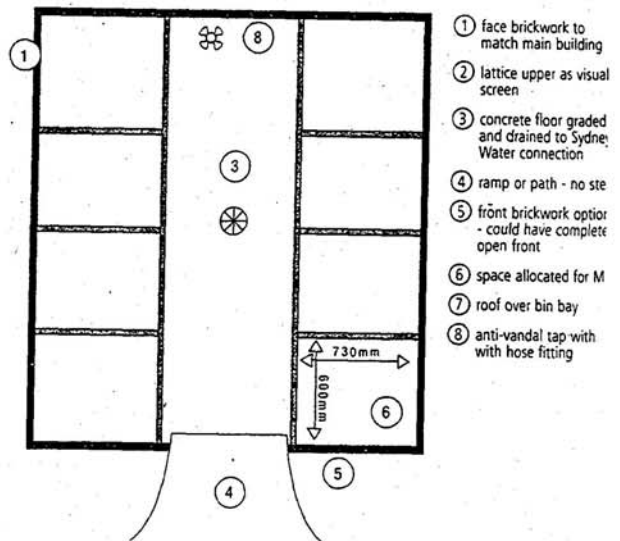 1
8
3
730mm
600mm
6
5
4
1 face brickwork to
match main building
2 lattice upper as visual
screen
3 concrete floor graded
and drained to Sydney
Water connection
4 ramp or path - no
5 front brickwork
- could have complete
open front
6 space allocated for
7 roof over bin bay
8 anti-vandal tap with
with hose fitting